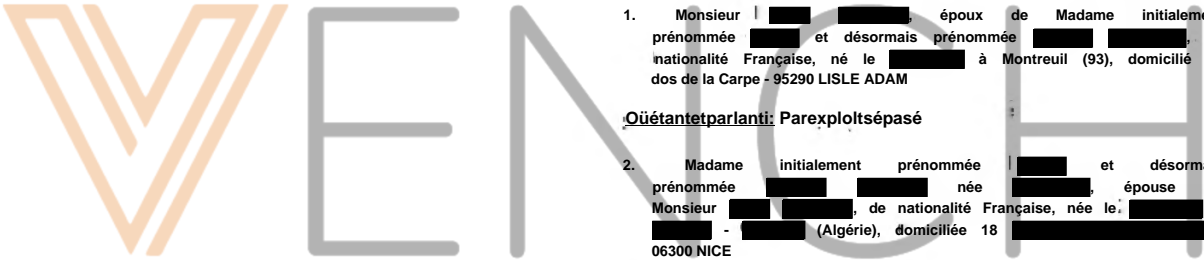 VENCH
1. Monsieur , époux de Madame initialeme
prénommée et désormais prénommée ,
nationalité Française, né le à Montreuil (93), domicilié
dos de la Carpe - 95290 LISLE ADAM
Oüétantetparlanti: Parexploltsépasé
2. Madame initialement prénommée et désorma
prénommée née , épouse
Monsieur , de nationalité Française, née le
- (Algérie), domiciliée 18
06300 NICE